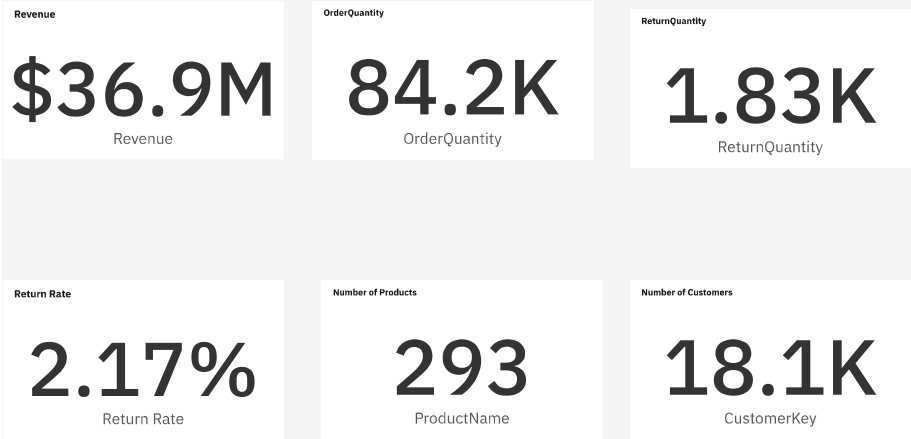 Revenue
$36.9M
Revenue
OrderQuantity
84.2K
OrderQuantity
ReturnQuantity
1.83K
ReturnQuantity
Return Rate
2.17%
Return Rate
Number of Products
293
ProductName
Number of Customers
18.1K
CustomerKey